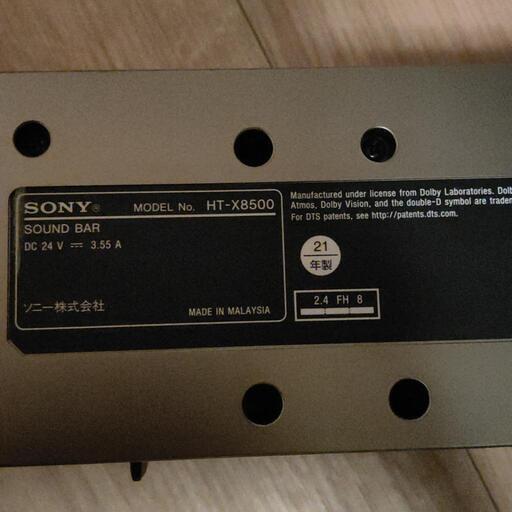 SONY®
MODEL No. HT-X8500
SOUND BAR
DC 24 V ⎓ 3.55 A
ソニー株式会社
MADE IN MALAYSIA
Manufactured under license from Dolby Laboratories.
Atmos, Dolby Vision, and the double-D symbol are
For DTS patents, see http://patents.dts.com.
21
年製
2.4 FH 8